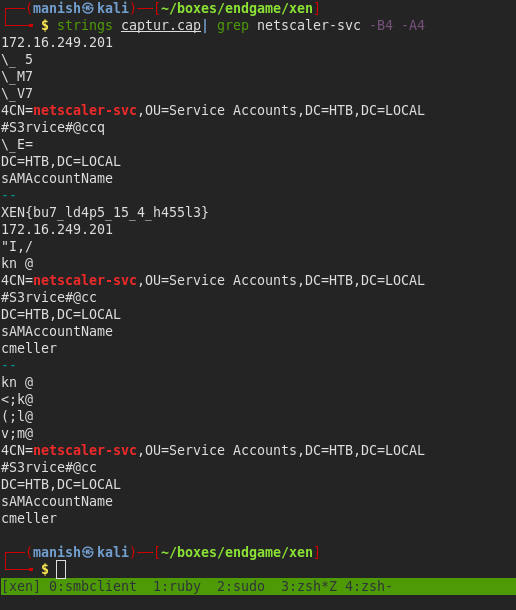 ┌──(manish㉿kali)-[~/boxes/endgame/xen]
└─$ strings captur.cap| grep netscaler-svc -B4 -A4
172.16.249.201
\_ 5
\_M7
\_V7
4CN=netscaler-svc,OU=Service Accounts,DC=HTB,DC=LOCAL
#S3rvice#@ccq
\_E=
DC=HTB,DC=LOCAL
sAMAccountName
--
XEN{bu7_ld4p5_15_4_h455l3}
172.16.249.201
"I,/
kn @
4CN=netscaler-svc,OU=Service Accounts,DC=HTB,DC=LOCAL
#S3rvice#@cc
DC=HTB,DC=LOCAL
sAMAccountName
cmeller
--
kn @
<;k@
(;l@
v;m@
4CN=netscaler-svc,OU=Service Accounts,DC=HTB,DC=LOCAL
#S3rvice#@cc
DC=HTB,DC=LOCAL
sAMAccountName
cmeller
┌──(manish㉿kali)-[~/boxes/endgame/xen]
└─$
[xen] 0:smbclient 1:ruby 2:sudo 3:zsh*Z 4:zsh-